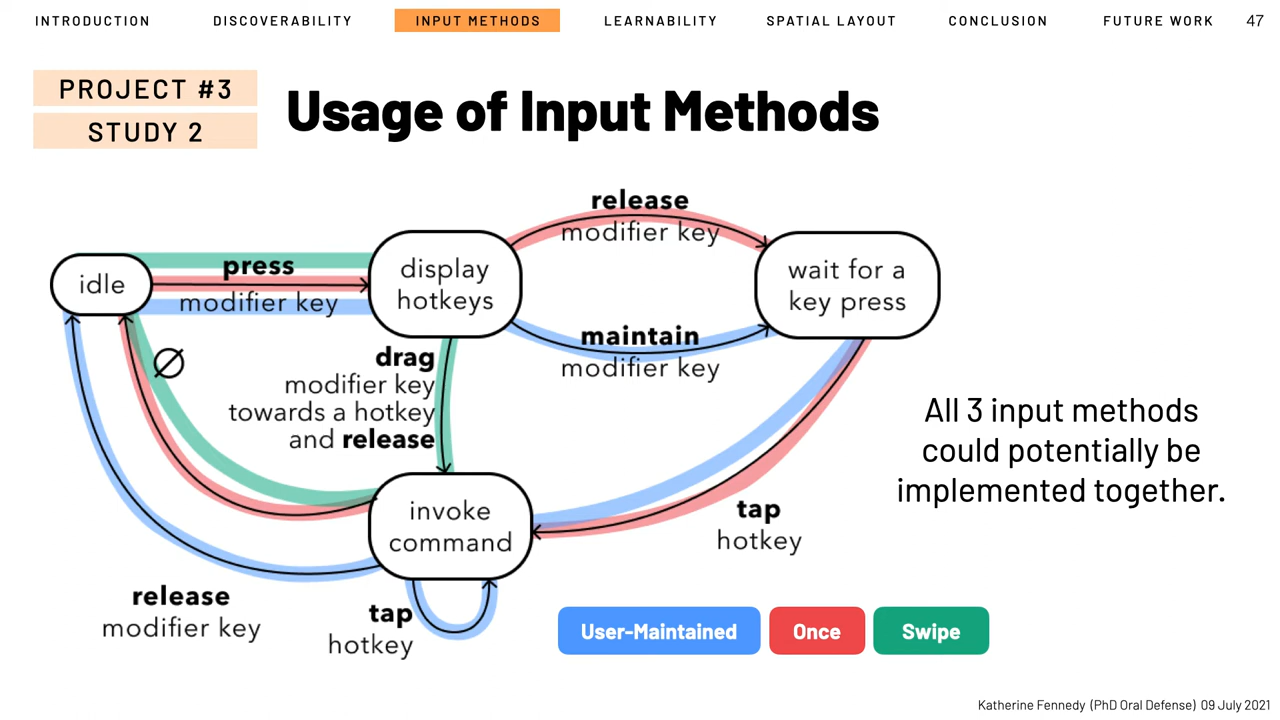 INTRODUCTION DISCOVERABILITY INPUT METHODS LEARNABILITY SPATIAL LAYOUT CONCLUSION FUTURE WORK 47
PROJECT #3
STUDY 2
Usage of Input Methods
release
modifier key
idle
press
modifier key
display
hotkeys
wait for a
key press
maintain
modifier key
∅
drag
modifier key
towards a hotkey
and release
All 3 input methods
could potentially be
implemented together.
invoke
command
tap
hotkey
release
modifier key
tap
hotkey
User-Maintained Once Swipe
Katherine Fennedy (PhD Oral Defense) 09 July 2021